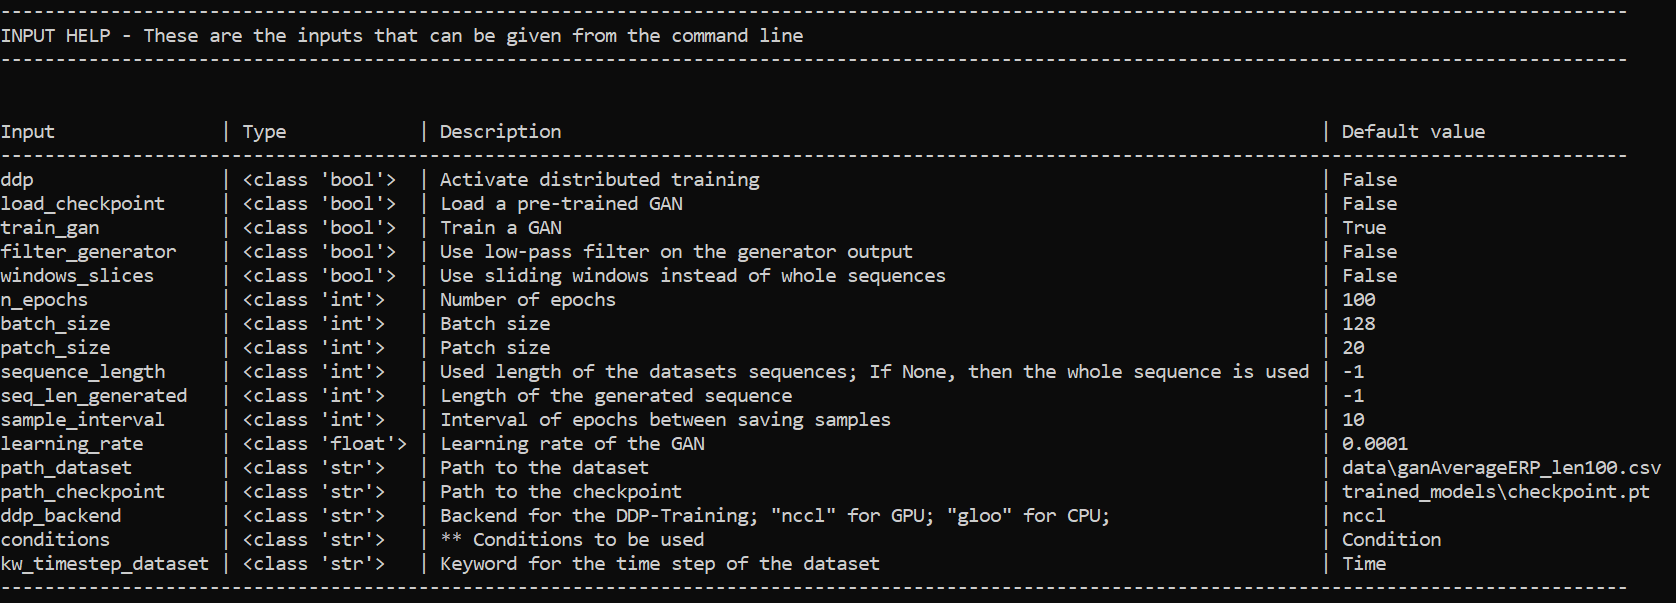 --------------------------------------------------------------------------------------------------------------------------------------------------------------------
INPUT HELP - These are the inputs that can be given from the command line
--------------------------------------------------------------------------------------------------------------------------------------------------------------------
Input | Type | Description | Default value
--------------------------------------------------------------------------------------------------------------------------------------------------------------------
ddp | <class 'bool'> | Activate distributed training | False
load_checkpoint | <class 'bool'> | Load a pre-trained GAN | False
train_gan | <class 'bool'> | Train a GAN | True
filter_generator | <class 'bool'> | Use low-pass filter on the generator output | False
windows_slices | <class 'bool'> | Use sliding windows instead of whole sequences | False
n_epochs | <class 'int'> | Number of epochs | 100
batch_size | <class 'int'> | Batch size | 128
patch_size | <class 'int'> | Patch size | 20
sequence_length | <class 'int'> | Used length of the datasets sequences; If None, then the whole sequence is used | -1
seq_len_generated | <class 'int'> | Length of the generated sequence | -1
sample_interval | <class 'int'> | Interval of epochs between saving samples | 10
learning_rate | <class 'float'> | Learning rate of the GAN | 0.0001
path_dataset | <class 'str'> | Path to the dataset | data\ganAverageERP_len100.csv
path_checkpoint | <class 'str'> | Path to the checkpoint | trained_models\checkpoint.pt
ddp_backend | <class 'str'> | Backend for the DDP-Training; "nccl" for GPU; "gloo" for CPU; | nccl
conditions | <class 'str'> | ** Conditions to be used | Condition
kw_timestep_dataset | <class 'str'> | Keyword for the time step of the dataset | Time
--------------------------------------------------------------------------------------------------------------------------------------------------------------------